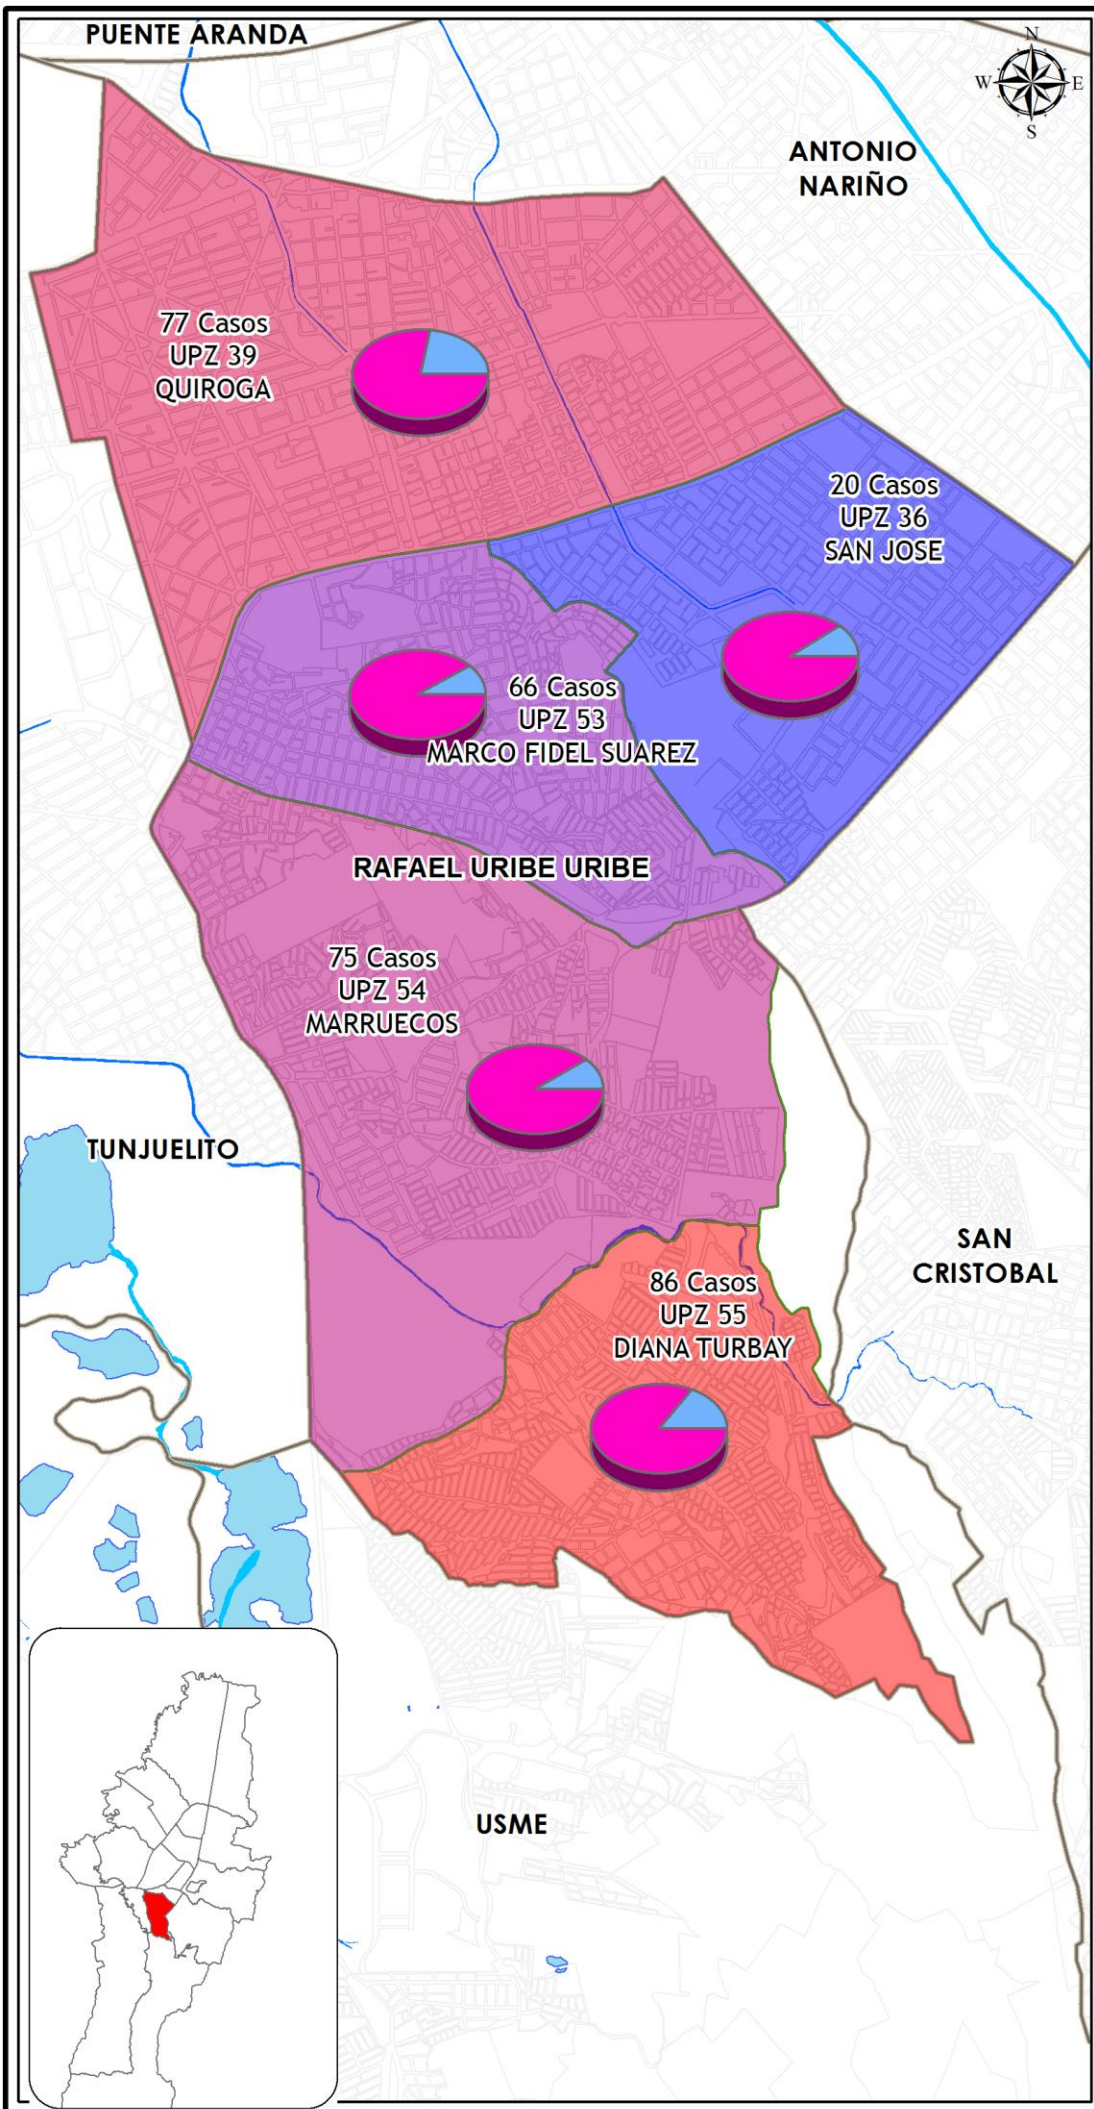 PUENTE ARANDA
N
W
E
S
ANTONIO
NARIÑO
77 Casos
UPZ 39
QUIROGA
20 Casos
UPZ 36
SAN JOSE
66 Casos
UPZ 53
MARCO FIDEL SUAREZ
RAFAEL URIBE URIBE
75 Casos
UPZ 54
MARRUECOS
TUNJUELITO
SAN
CRISTOBAL
86 Casos
UPZ 55
DIANA TURBAY
USME